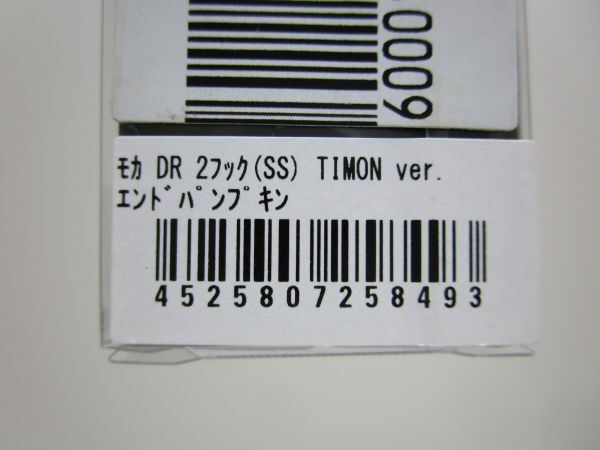 0009
ﾓｶ DR 2ﾌｯｸ(SS) TIMON ver.
ｴﾝﾄﾞﾊﾟﾝﾌﾟｷﾝ
4525807258493